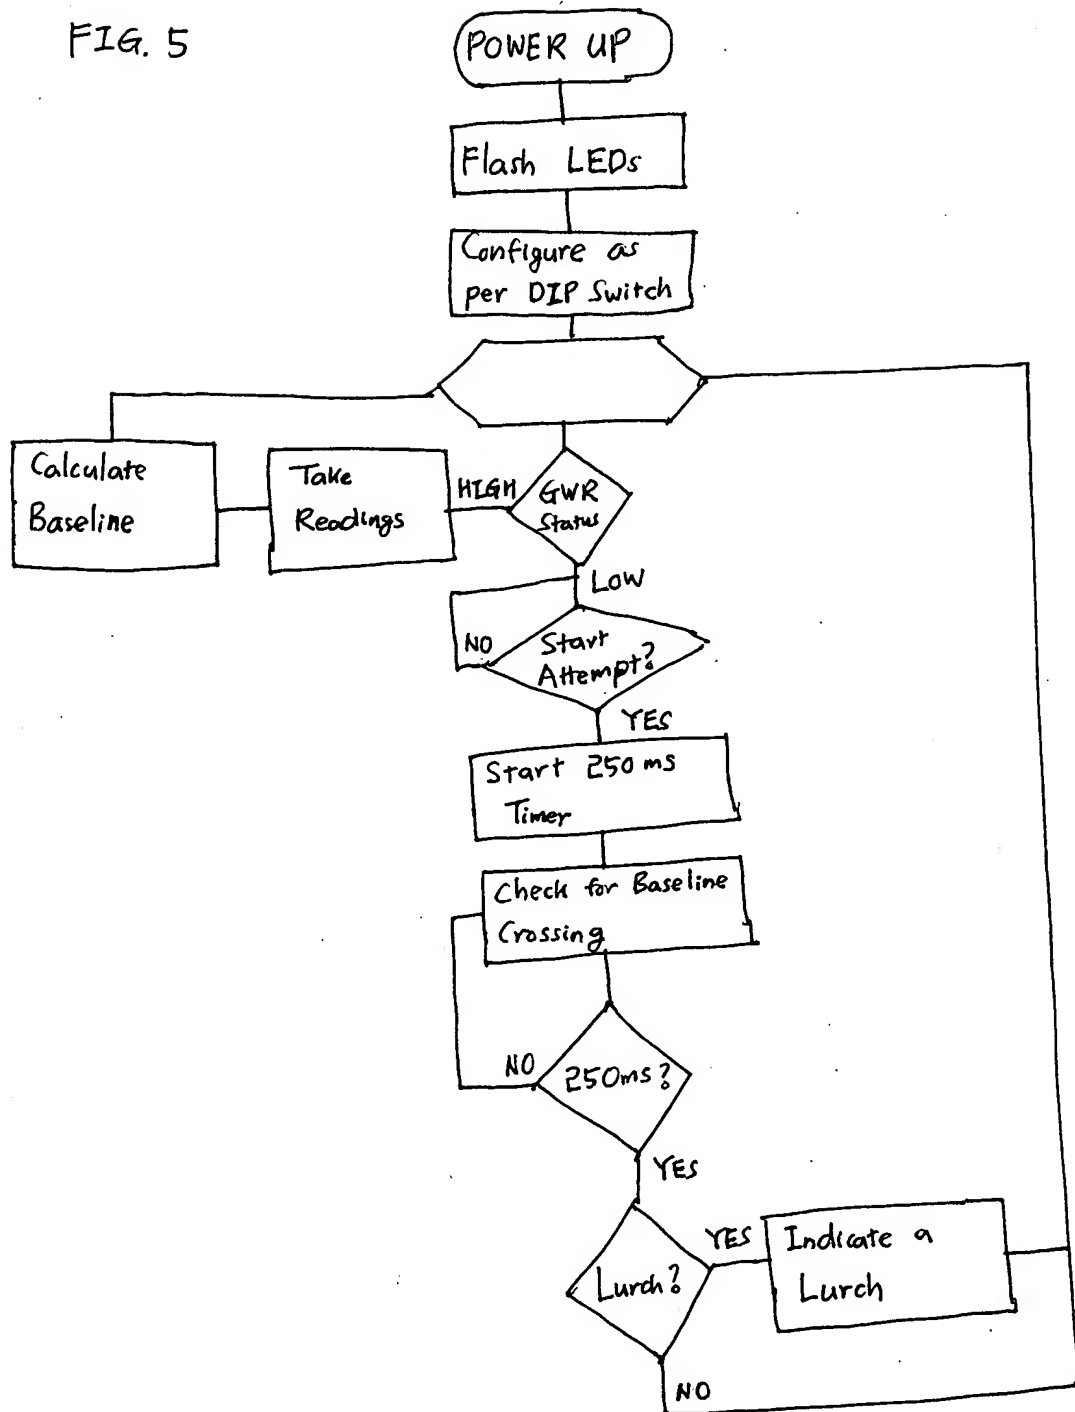 FIG. 5
POWER UP
Flash LEDs
Configure as
per DIP Switch
Calculate
Baseline
Take
Readings
HIGH
GWR
Status
LOW
NO
Start
Attempt?
YES
Start 250 ms
Timer
Check for Baseline
Crossing
NO
250ms?
YES
Lurch?
YES
Indicate a
Lurch
NO